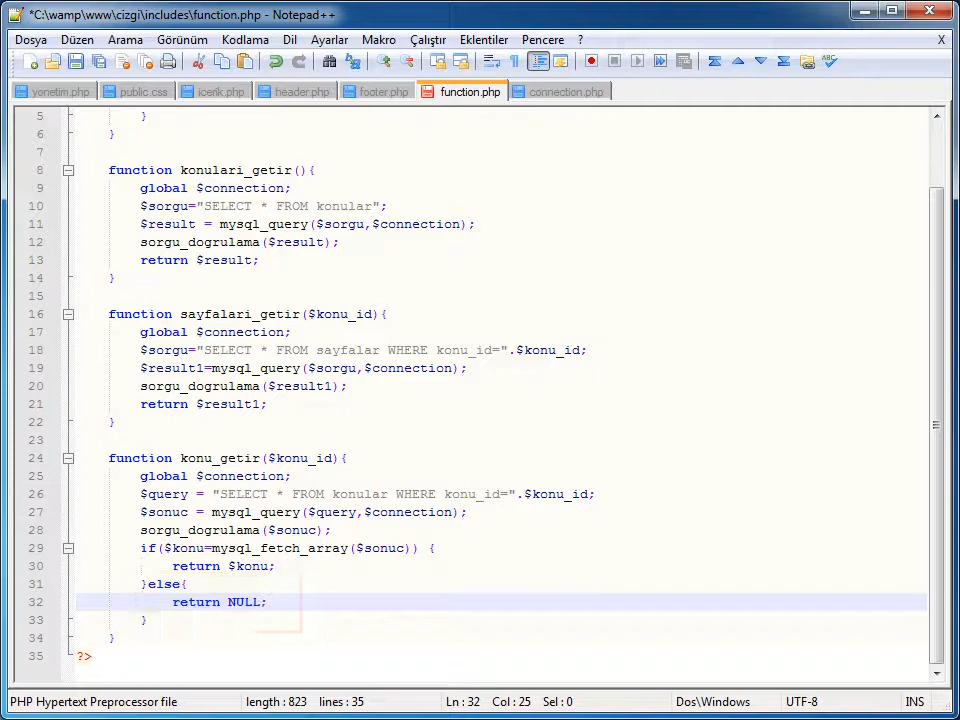 *C:\wamp\www\cizgi\includes\function.php - Notepad++
Dosya Düzen Arama Görünüm Kodlama Dil Ayarlar Makro Çalıştır Eklentiler Pencere ? X
yonetim.php public.css icerik.php header.php footer.php function.php connection.php
5 }
6 }
7
8 function konulari_getir(){
9 global $connection;
10 $sorgu="SELECT * FROM konular";
11 $result = mysql_query($sorgu,$connection);
12 sorgu_dogrulama($result);
13 return $result;
14 }
15
16 function sayfalari_getir($konu_id){
17 global $connection;
18 $sorgu="SELECT * FROM sayfalar WHERE konu_id=".$konu_id;
19 $result1=mysql_query($sorgu,$connection);
20 sorgu_dogrulama($result1);
21 return $result1;
22 }
23
24 function konu_getir($konu_id){
25 global $connection;
26 $query = "SELECT * FROM konular WHERE konu_id=".$konu_id;
27 $sonuc = mysql_query($query,$connection);
28 sorgu_dogrulama($sonuc);
29 if($konu=mysql_fetch_array($sonuc)) {
30 return $konu;
31 }else{
32 return NULL;
33 }
34 }
35 ?>
PHP Hypertext Preprocessor file length : 823 lines : 35 Ln : 32 Col : 25 Sel : 0 Dos\Windows UTF-8 INS